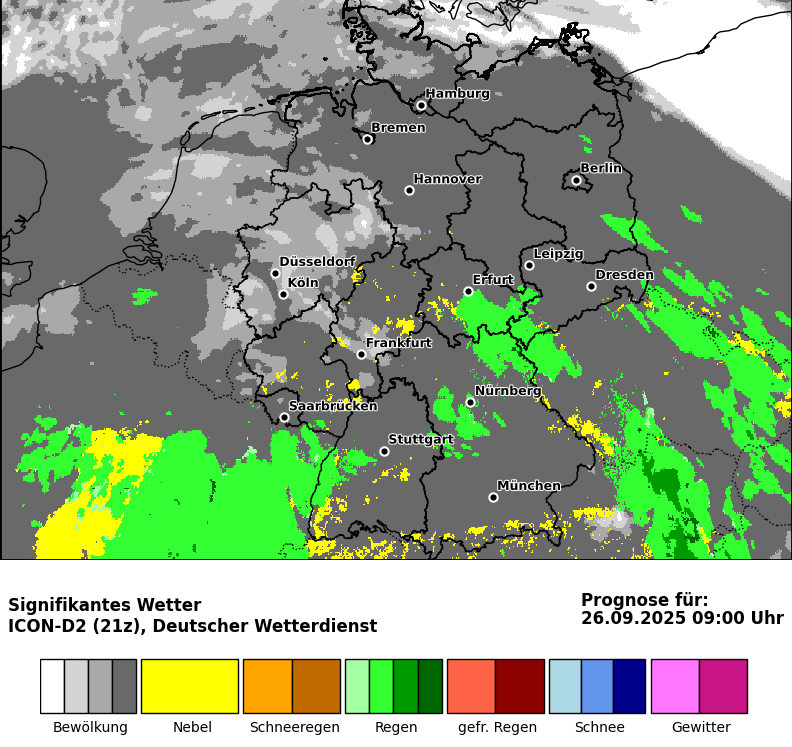 Hamburg
Bremen
Berlin
Hannover
Leipzig
Düsseldorf
Dresden
Erfurt
Köln
Frankfurt
Nürnberg
Saarbrücken
Stuttgart
München
Signifikantes Wetter
ICON-D2 (21z), Deutscher Wetterdienst
Prognose für:
26.09.2025 09:00 Uhr
Bewölkung Nebel Schneeregen Regen gefr. Regen Schnee Gewitter